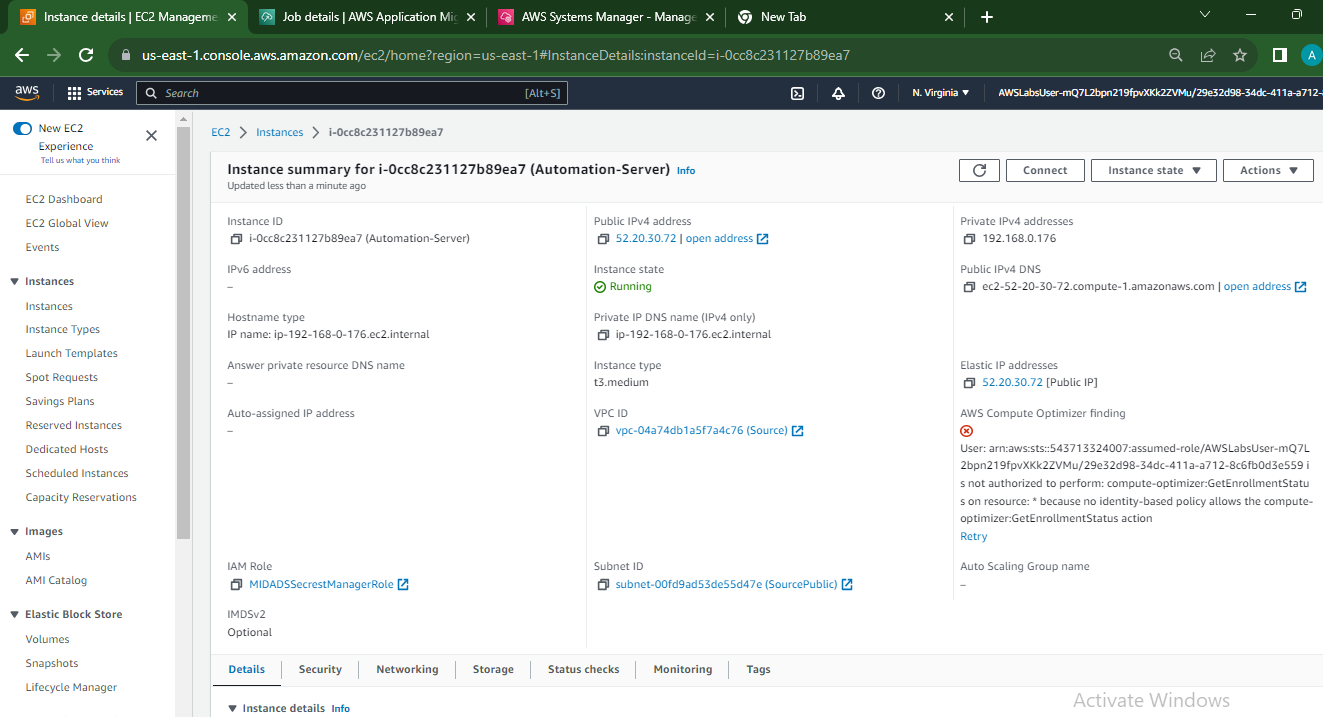 Instance details | EC2 Manageme
Job details | AWS Application Mig
AWS Systems Manager - Manage
New Tab
us-east-1.console.aws.amazon.com/ec2/home?region=us-east-1#InstanceDetails:instanceId=i-0cc8c231127b89ea7
A
aws
Services
Search
[Alt+S]
N. Virginia
AWSLabsUser-mQ7L2bpn219fpvXKk2ZVMu/29e32d98-34dc-411a-a712-
New EC2
Experience
Tell us what you think
EC2 Dashboard
EC2 Global View
Events
Instances
Instances
Instance Types
Launch Templates
Spot Requests
Savings Plans
Reserved Instances
Dedicated Hosts
Scheduled Instances
Capacity Reservations
Images
AMIs
AMI Catalog
Elastic Block Store
Volumes
Snapshots
Lifecycle Manager
EC2 > Instances > i-0cc8c231127b89ea7
Instance summary for i-0cc8c231127b89ea7 (Automation-Server) Info
Updated less than a minute ago
Connect
Instance state
Actions
Instance ID
i-0cc8c231127b89ea7 (Automation-Server)
Public IPv4 address
52.20.30.72 | open address
Private IPv4 addresses
192.168.0.176
IPv6 address
–
Instance state
Running
Public IPv4 DNS
ec2-52-20-30-72.compute-1.amazonaws.com | open address
Hostname type
IP name: ip-192-168-0-176.ec2.internal
Private IP DNS name (IPv4 only)
ip-192-168-0-176.ec2.internal
Answer private resource DNS name
–
Instance type
t3.medium
Elastic IP addresses
52.20.30.72 [Public IP]
Auto-assigned IP address
–
VPC ID
vpc-04a74db1a5f7a4c76 (Source)
AWS Compute Optimizer finding
User: arn:aws:sts::543713324007:assumed-role/AWSLabsUser-mQ7L
2bpn219fpvXKk2ZVMu/29e32d98-34dc-411a-a712-8c6fb0d3e559 i
s not authorized to perform: compute-optimizer:GetEnrollmentStatu
s on resource: * because no identity-based policy allows the compute-
optimizer:GetEnrollmentStatus action
Retry
IAM Role
MIDADSSecrestManagerRole
Subnet ID
subnet-00fd9ad53de55d47e (SourcePublic)
Auto Scaling Group name
–
IMDSv2
Optional
Details
Security
Networking
Storage
Status checks
Monitoring
Tags
Instance details Info
Activate Windows